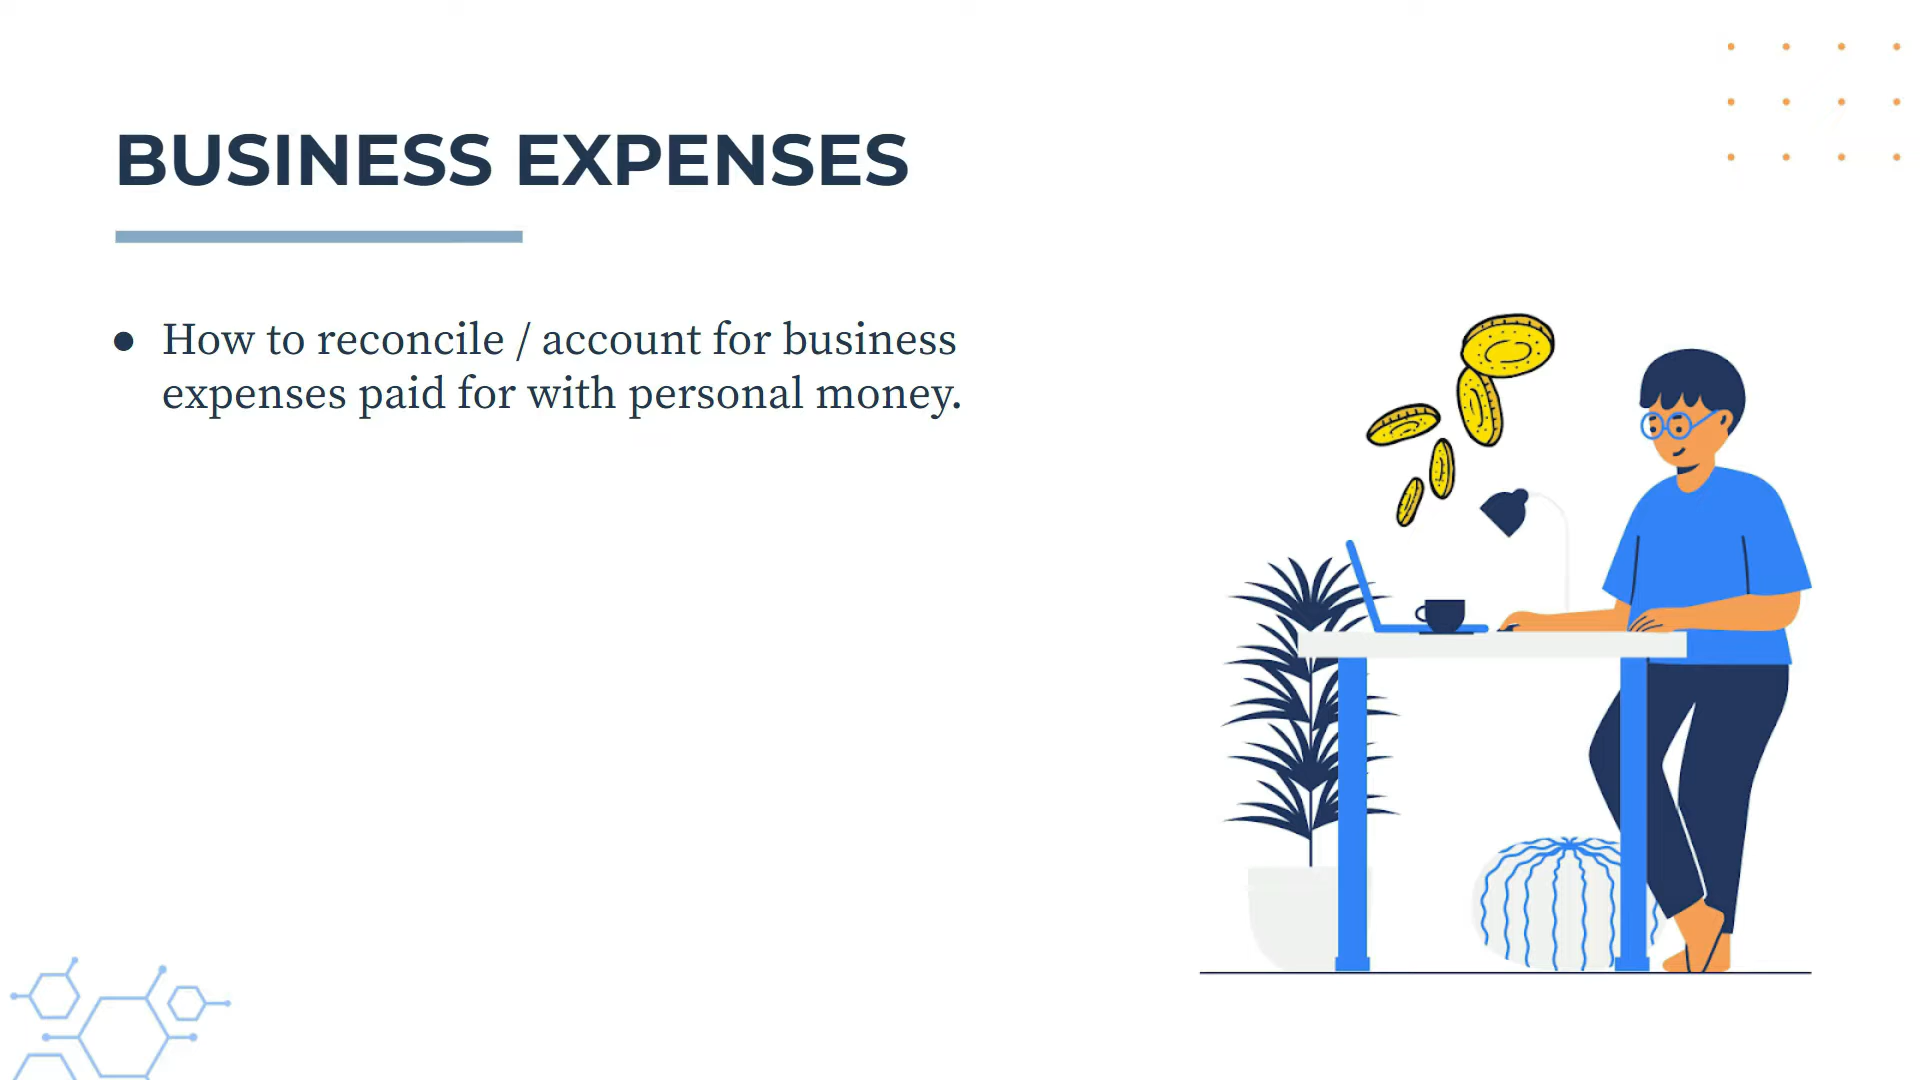 BUSINESS EXPENSES
● How to reconcile / account for business
expenses paid for with personal money.